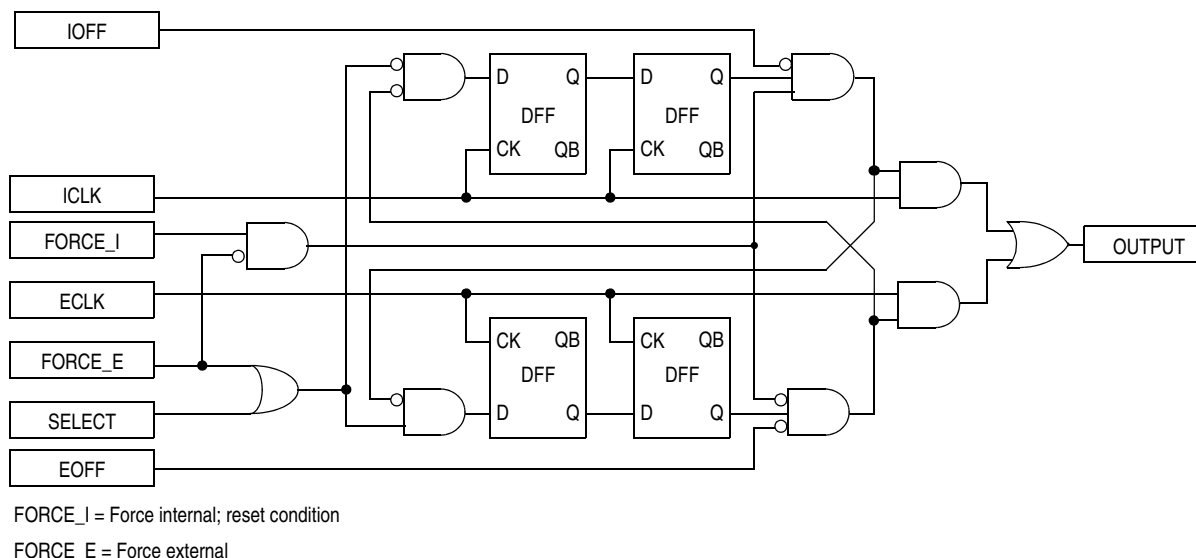 IOFF
D Q
DFF
CK QB
D Q
DFF
CK QB
ICLK
FORCE_I
OUTPUT
ECLK
FORCE_E
CK QB
DFF
D Q
CK QB
DFF
D Q
SELECT
EOFF
FORCE_I = Force internal; reset condition
FORCE_E = Force external